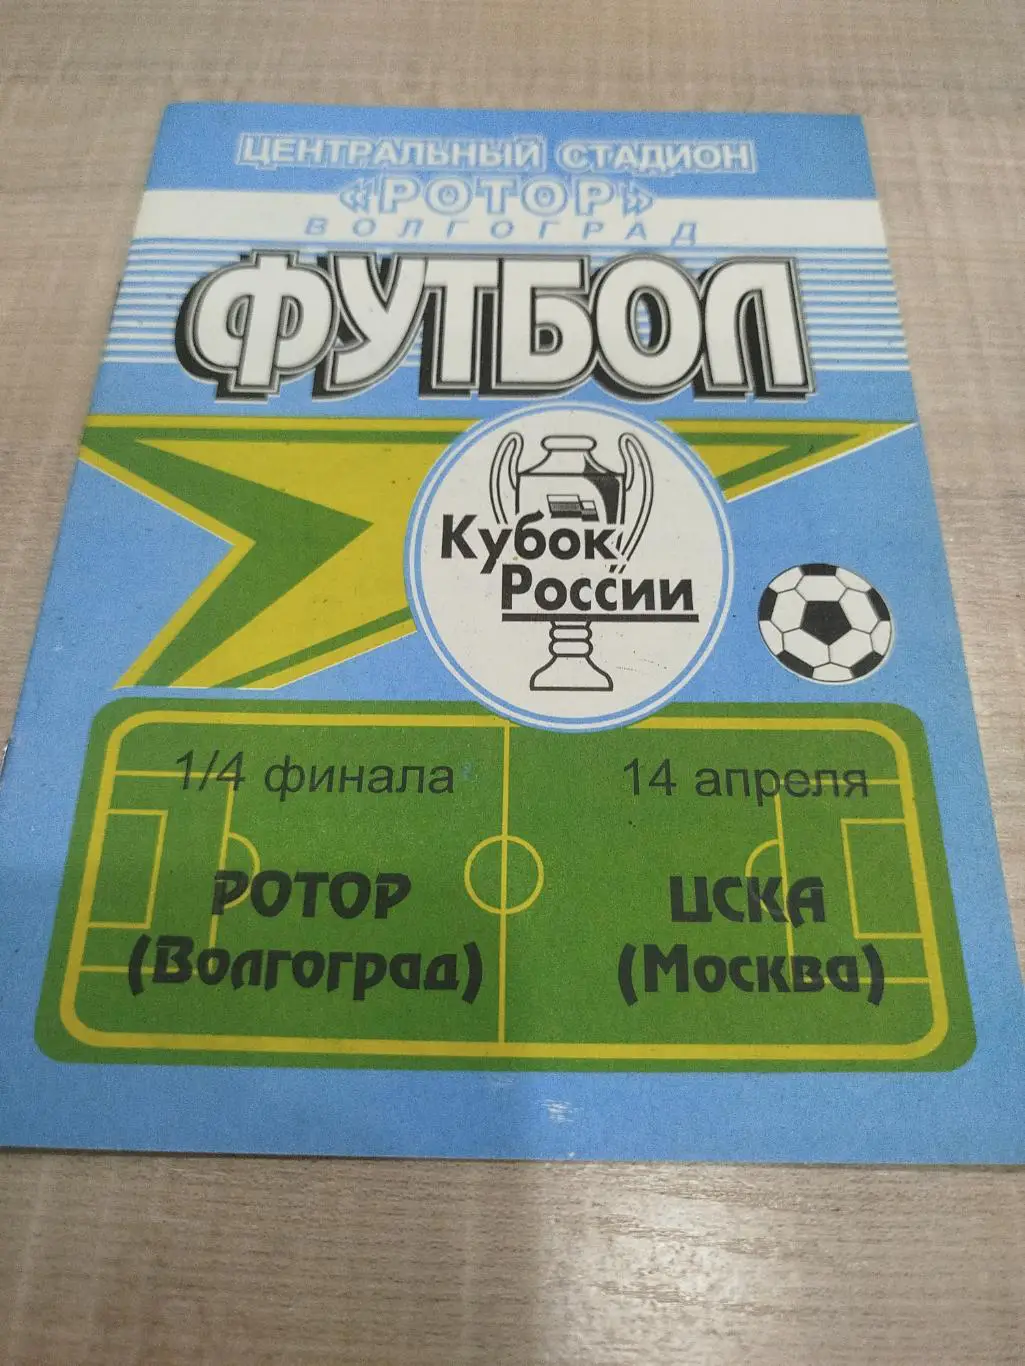 ЦЕНТРАЛЬНЫЙ СТАДИОН
«РОТОР»
ВОЛГОГРАД
ФУТБОЛ
Кубок
России
1/4 финала
14 апреля
РОТОР
(Волгоград)
ЦСКА
(Москва)